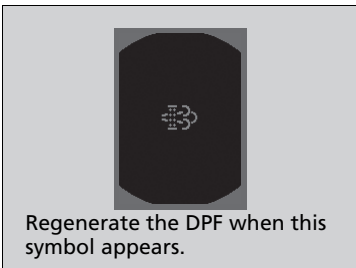 Regenerate the DPF when this
symbol appears.